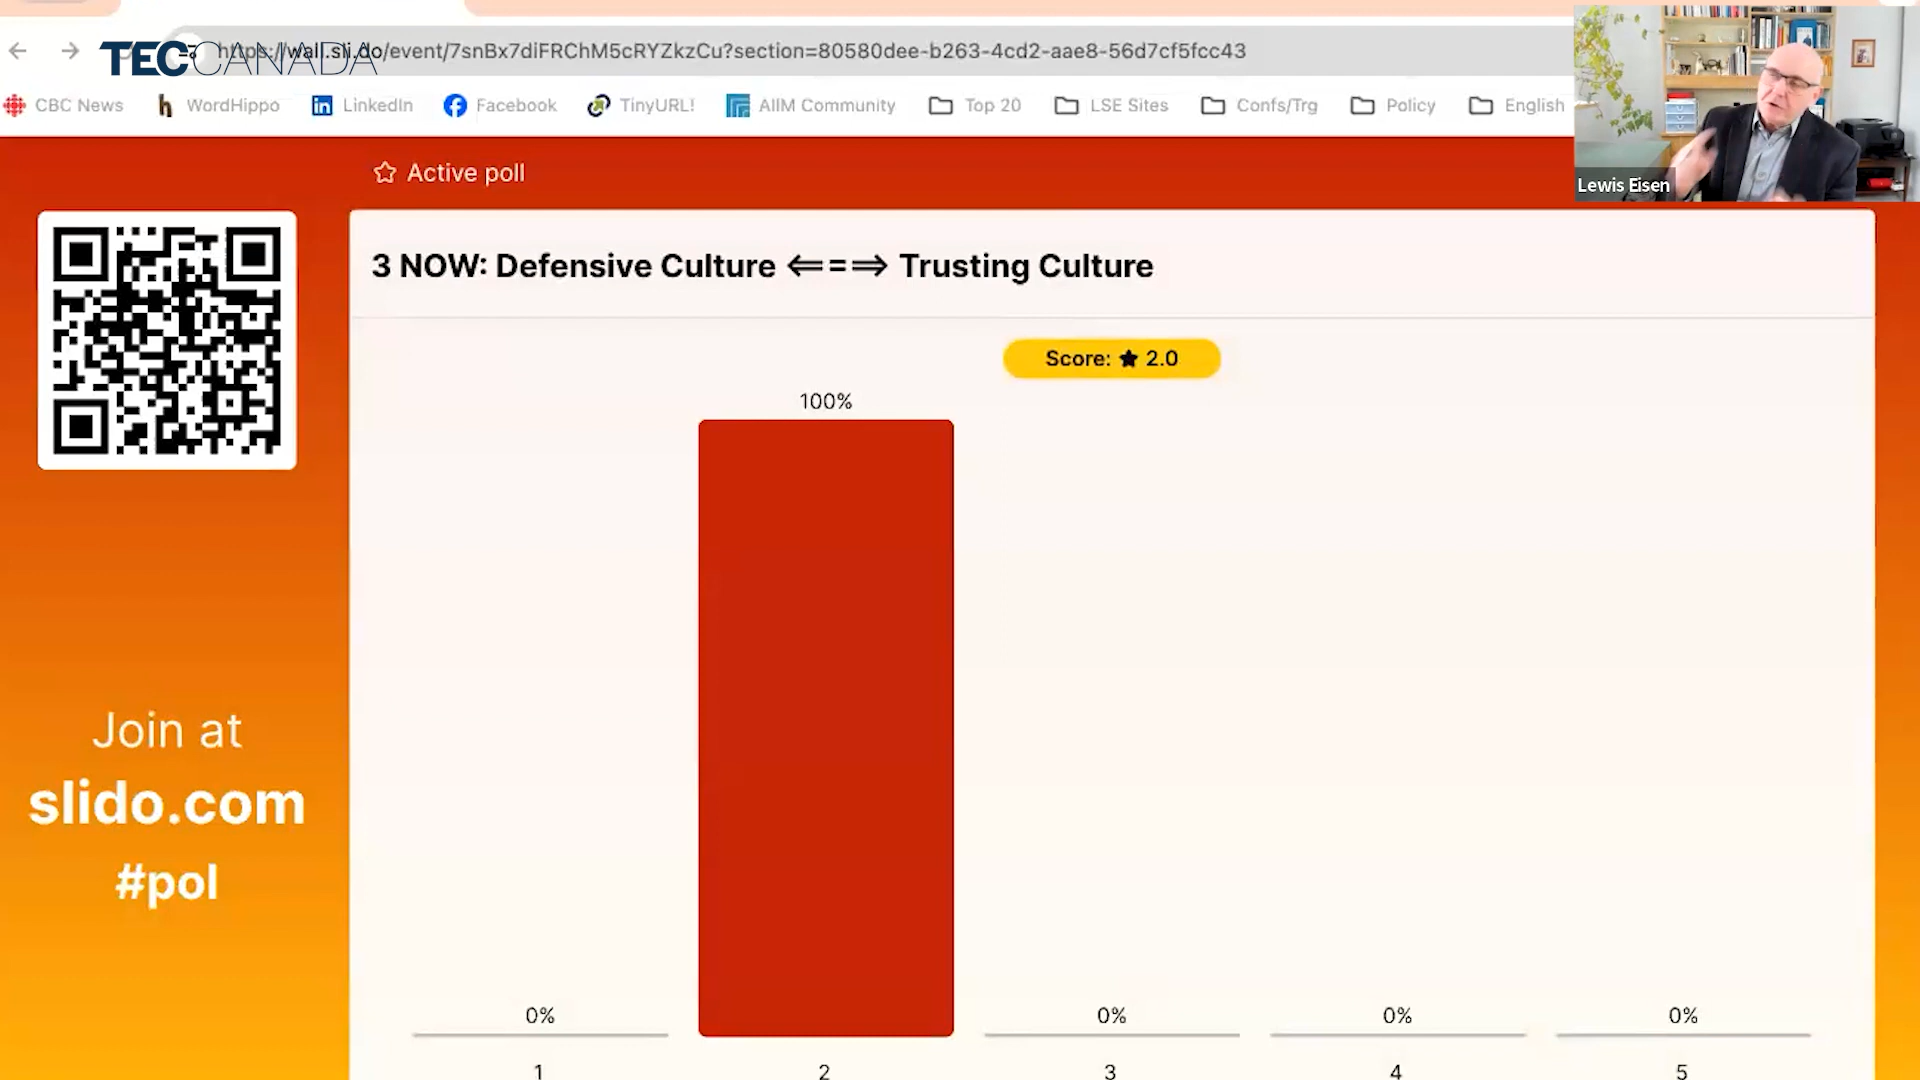 TEC CANADA
https://wall.sli.do/event/7snBx7diFRChM5cRYZkzCu?section=80580dee-b263-4cd2-aae8-56d7cf5fcc43
CBC News WordHippo LinkedIn Facebook TinyURL! AIIM Community Top 20 LSE Sites Confs/Trg Policy English
Lewis Eisen
Active poll
3 NOW: Defensive Culture <==> Trusting Culture
Score: ★ 2.0
100%
0% 0% 0% 0%
1 2 3 4 5
Join at
slido.com
#pol